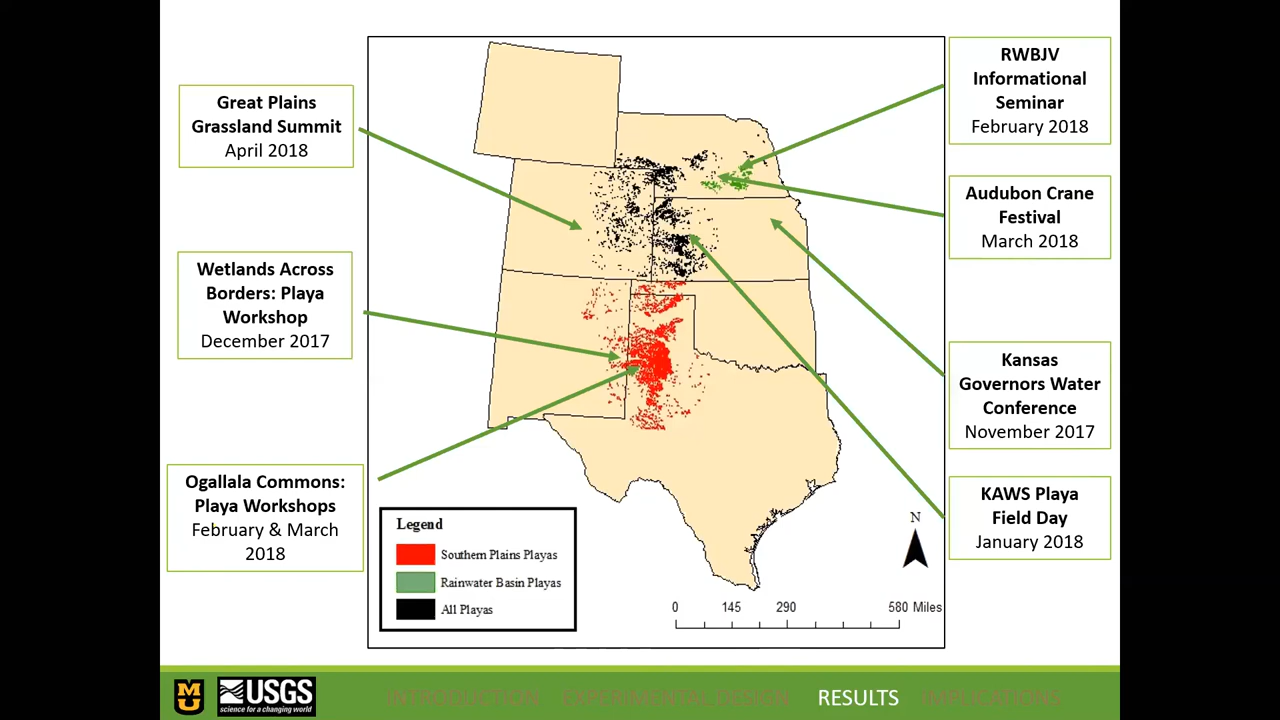 Great Plains
Grassland Summit
April 2018
Wetlands Across
Borders: Playa
Workshop
December 2017
Ogallala Commons:
Playa Workshops
February & March
2018
RWBJV
Informational
Seminar
February 2018
Audubon Crane
Festival
March 2018
Kansas
Governors Water
Conference
November 2017
KAWS Playa
Field Day
January 2018
Legend
Southern Plains Playas
Rainwater Basin Playas
All Playas
N
0 145 290 580 Miles
MU
USGS
science for a changing world
INTRODUCTION EXPERIMENTAL DESIGN RESULTS IMPLICATIONS